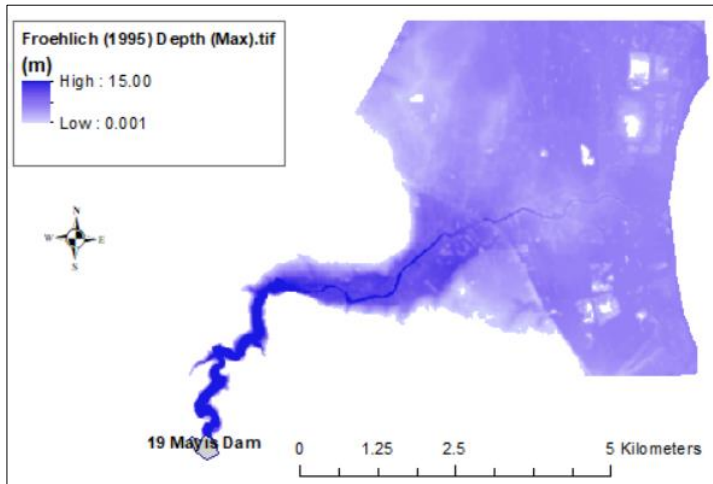 Froehlich (1995) Depth (Max).tif
(m)
High : 15.00
Low : 0.001
N
W E
S
19 Mayıs Dam
0 1.25 2.5 5 Kilometers